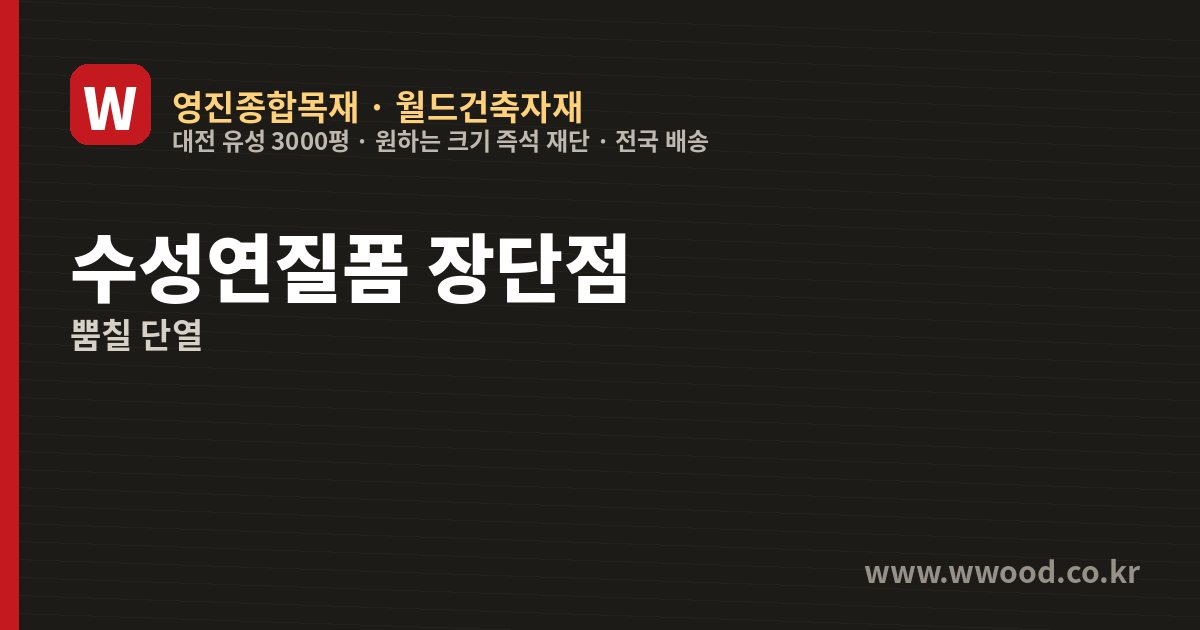 W
영진종합목재 · 월드건축자재
대전 유성 3000평 · 원하는 크기 즉석 재단 · 전국 배송
수성연질폼 장단점
뿜칠 단열
www.wwood.co.kr